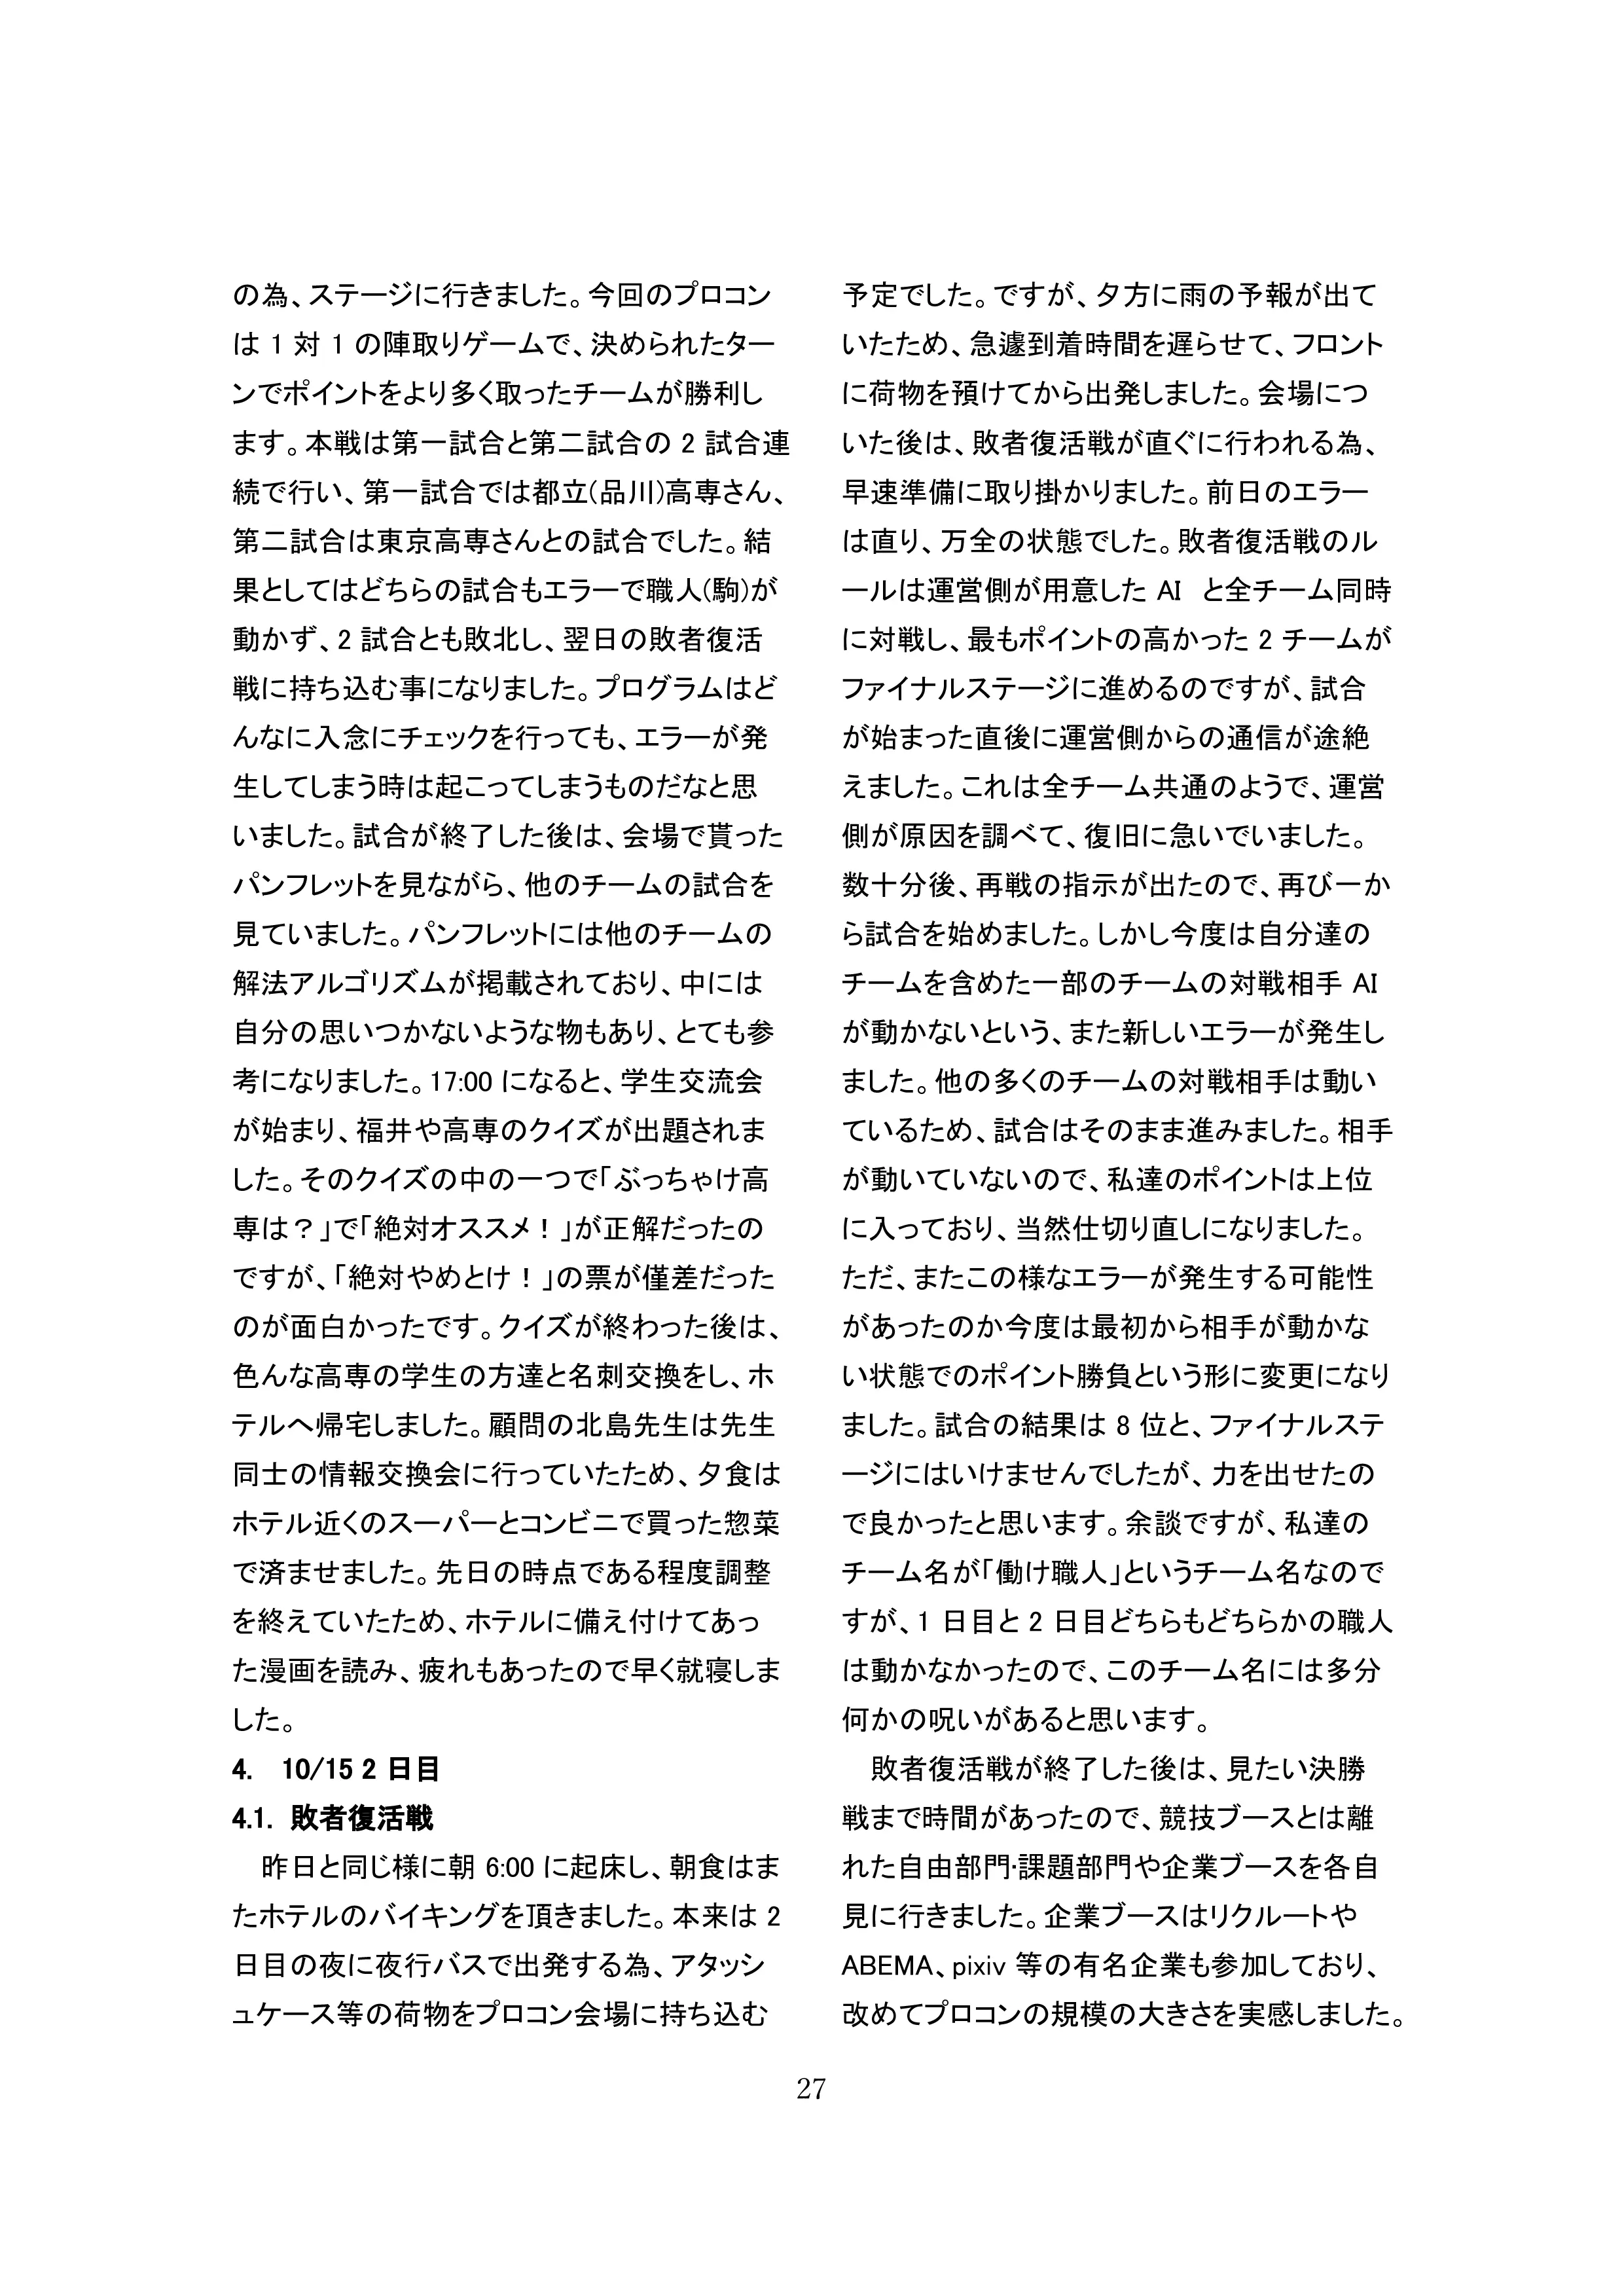 の為、ステージに行きました。今回のプロコン
は 1 対 1 の陣取りゲームで、決められたター
ンでポイントをより多く取ったチームが勝利し
ます。本戦は第一試合と第二試合の 2 試合連
続で行い、第一試合では都立(品川)高専さん、
第二試合は東京高専さんとの試合でした。結
果としてはどちらの試合もエラーで職人(駒)が
動かず、2 試合とも敗北し、翌日の敗者復活
戦に持ち込む事になりました。プログラムはど
んなに入念にチェックを行っても、エラーが発
生してしまう時は起こってしまうものだなと思
いました。試合が終了した後は、会場で貰った
パンフレットを見ながら、他のチームの試合を
見ていました。パンフレットには他のチームの
解法アルゴリズムが掲載されており、中には
自分の思いつかないような物もあり、とても参
考になりました。17:00 になると、学生交流会
が始まり、福井や高専のクイズが出題されま
した。そのクイズの中の一つで「ぶっちゃけ高
専は？」で「絶対オススメ！」が正解だったの
ですが、「絶対やめとけ！」の票が僅差だった
のが面白かったです。クイズが終わった後は、
色んな高専の学生の方達と名刺交換をし、ホ
テルへ帰宅しました。顧問の北島先生は先生
同士の情報交換会に行っていたため、夕食は
ホテル近くのスーパーとコンビニで買った惣菜
で済ませました。先日の時点である程度調整
を終えていたため、ホテルに備え付けてあっ
た漫画を読み、疲れもあったので早く就寝しま
した。
4. 10/15 2 日目
4.1. 敗者復活戦
昨日と同じ様に朝 6:00 に起床し、朝食はま
たホテルのバイキングを頂きました。本来は 2
日目の夜に夜行バスで出発する為、アタッシ
ュケース等の荷物をプロコン会場に持ち込む
予定でした。ですが、夕方に雨の予報が出て
いたため、急遽到着時間を遅らせて、フロント
に荷物を預けてから出発しました。会場につ
いた後は、敗者復活戦が直ぐに行われる為、
早速準備に取り掛かりました。前日のエラー
は直り、万全の状態でした。敗者復活戦のル
ールは運営側が用意した AI と全チーム同時
に対戦し、最もポイントの高かった 2 チームが
ファイナルステージに進めるのですが、試合
が始まった直後に運営側からの通信が途絶
えました。これは全チーム共通のようで、運営
側が原因を調べて、復旧に急いでいました。
数十分後、再戦の指示が出たので、再び一か
ら試合を始めました。しかし今度は自分達の
チームを含めた一部のチームの対戦相手 AI
が動かないという、また新しいエラーが発生し
ました。他の多くのチームの対戦相手は動い
ているため、試合はそのまま進みました。相手
が動いていないので、私達のポイントは上位
に入っており、当然仕切り直しになりました。
ただ、またこの様なエラーが発生する可能性
があったのか今度は最初から相手が動かな
い状態でのポイント勝負という形に変更になり
ました。試合の結果は 8 位と、ファイナルステ
ージにはいけませんでしたが、力を出せたの
で良かったと思います。余談ですが、私達の
チーム名が「働け職人」というチーム名なので
すが、1 日目と 2 日目どちらもどちらかの職人
は動かなかったので、このチーム名には多分
何かの呪いがあると思います。
敗者復活戦が終了した後は、見たい決勝
戦まで時間があったので、競技ブースとは離
れた自由部門・課題部門や企業ブースを各自
見に行きました。企業ブースはリクルートや
ABEMA、pixiv 等の有名企業も参加しており、
改めてプロコンの規模の大きさを実感しました。
27